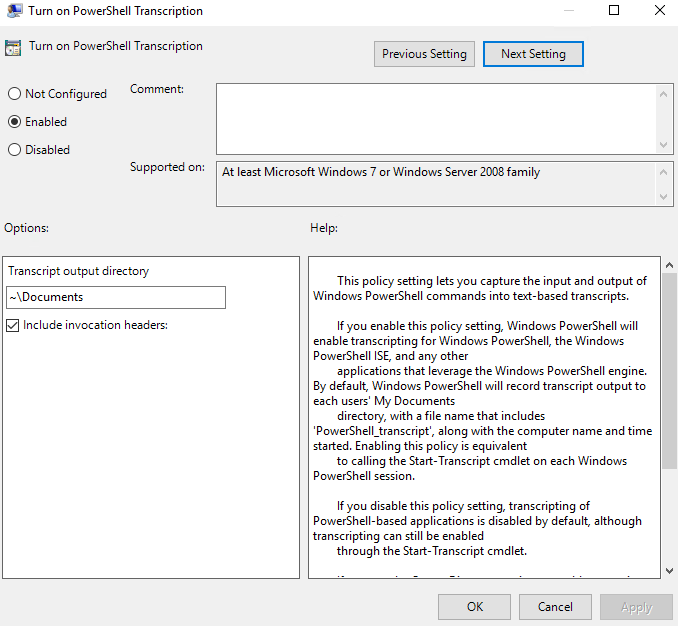 Turn on PowerShell Transcription
Turn on PowerShell Transcription
Previous Setting
Next Setting
Not Configured
Enabled
Disabled
Comment:
Supported on:
At least Microsoft Windows 7 or Windows Server 2008 family
Options:
Help:
Transcript output directory
~\Documents
Include invocation headers:
This policy setting lets you capture the input and output of
Windows PowerShell commands into text-based transcripts.
If you enable this policy setting, Windows PowerShell will
enable transcripting for Windows PowerShell, the Windows
PowerShell ISE, and any other
applications that leverage the Windows PowerShell engine.
By default, Windows PowerShell will record transcript output to
each users' My Documents
directory, with a file name that includes
'PowerShell_transcript', along with the computer name and time
started. Enabling this policy is equivalent
to calling the Start-Transcript cmdlet on each Windows
PowerShell session.
If you disable this policy setting, transcripting of
PowerShell-based applications is disabled by default, although
transcripting can still be enabled
through the Start-Transcript cmdlet.
OK
Cancel
Apply